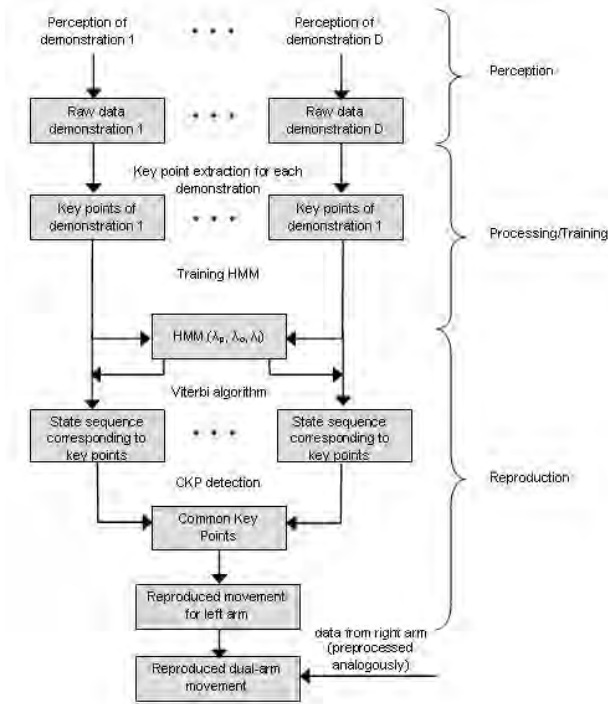 Perception of
demonstration 1
Perception of
demonstration D
Perception
Raw data
demonstration 1
Raw data
demonstration D
Key point extraction for each
demonstration
Key points of
demonstration 1
Key points of
demonstration 1
Processing/Training
Training HMM
HMM (λp, λo, λl)
Viterbi algorithm
State sequence
corresponding to
key points
State sequence
corresponding to
key points
Reproduction
CKP detection
Common Key
Points
Reproduced movement
for left arm
data from right arm
(preprocessed
analogously)
Reproduced dual-arm
movement